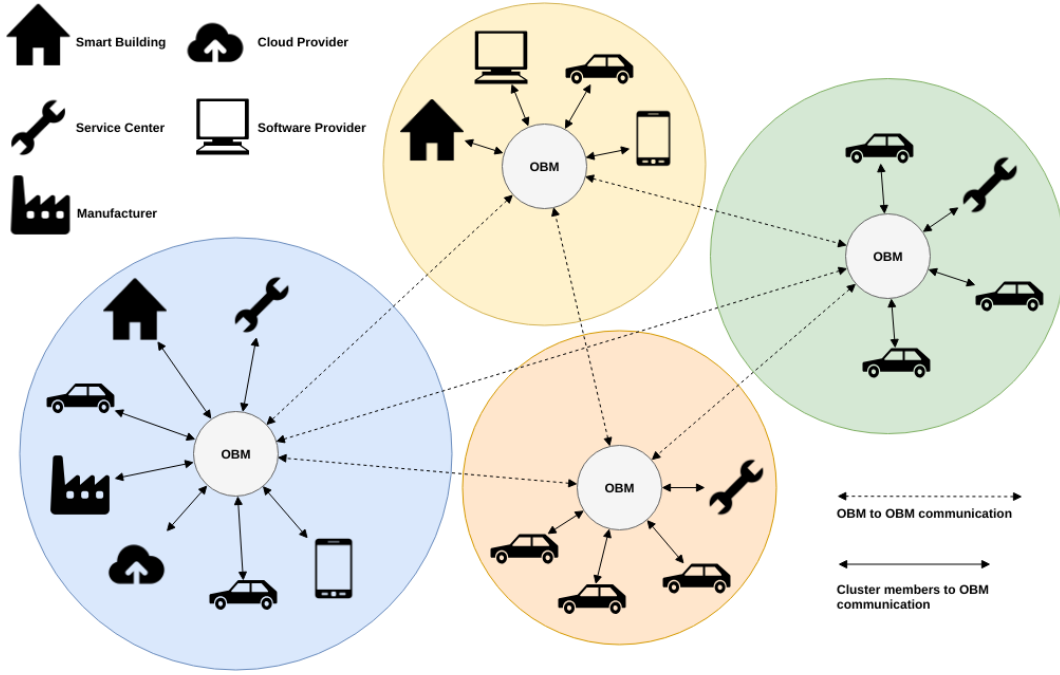 Smart Building
Cloud Provider
Service Center
Software Provider
Manufacturer
OBM
OBM
OBM
OBM
OBM to OBM communication
Cluster members to OBM
communication